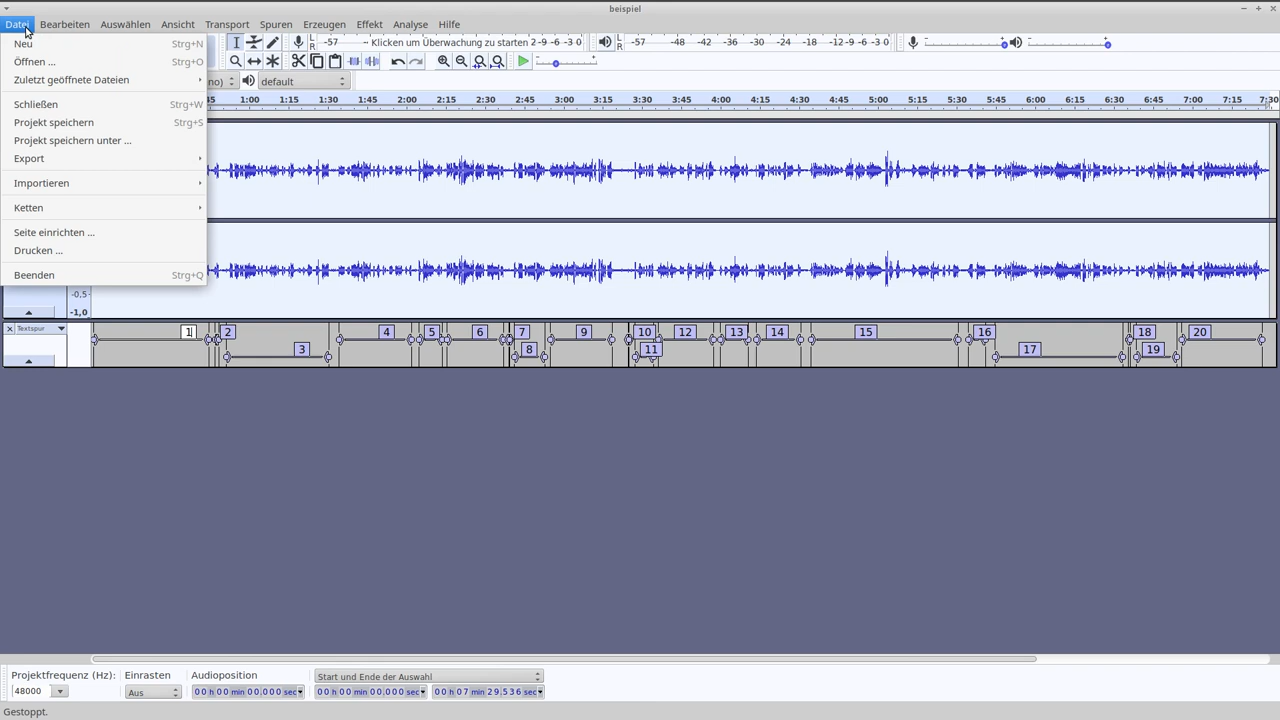 beispiel
Datei Bearbeiten Auswählen Ansicht Transport Spuren Erzeugen Effekt Analyse Hilfe
Neu Strg+N
Öffnen ... Strg+O
Zuletzt geöffnete Dateien
Schließen Strg+W
Projekt speichern Strg+S
Projekt speichern unter ...
Export
Importieren
Ketten
Seite einrichten ...
Drucken ...
Beenden Strg+Q
L R -57 Klicken um Überwachung zu starten 2 -9 -6 -3 0
L R -57 -48 -42 -36 -30 -24 -18 -12 -9 -6 -3 0
no) default
45 1:00 1:15 1:30 1:45 2:00 2:15 2:30 2:45 3:00 3:15 3:30 3:45 4:00 4:15 4:30 4:45 5:00 5:15 5:30 5:45 6:00 6:15 6:30 6:45 7:00 7:15 7:30
-0,5
-1,0
Textspur
1 2 4 5 6 7 9 10 12 13 14 15 16 18 20
3 8 11 17 19
Projektfrequenz (Hz): Einrasten Audioposition Start und Ende der Auswahl
48000 Aus 00 h 00 min 00,000 sec 00 h 00 min 00,000 sec 00 h 07 min 29,536 sec
Gestoppt.